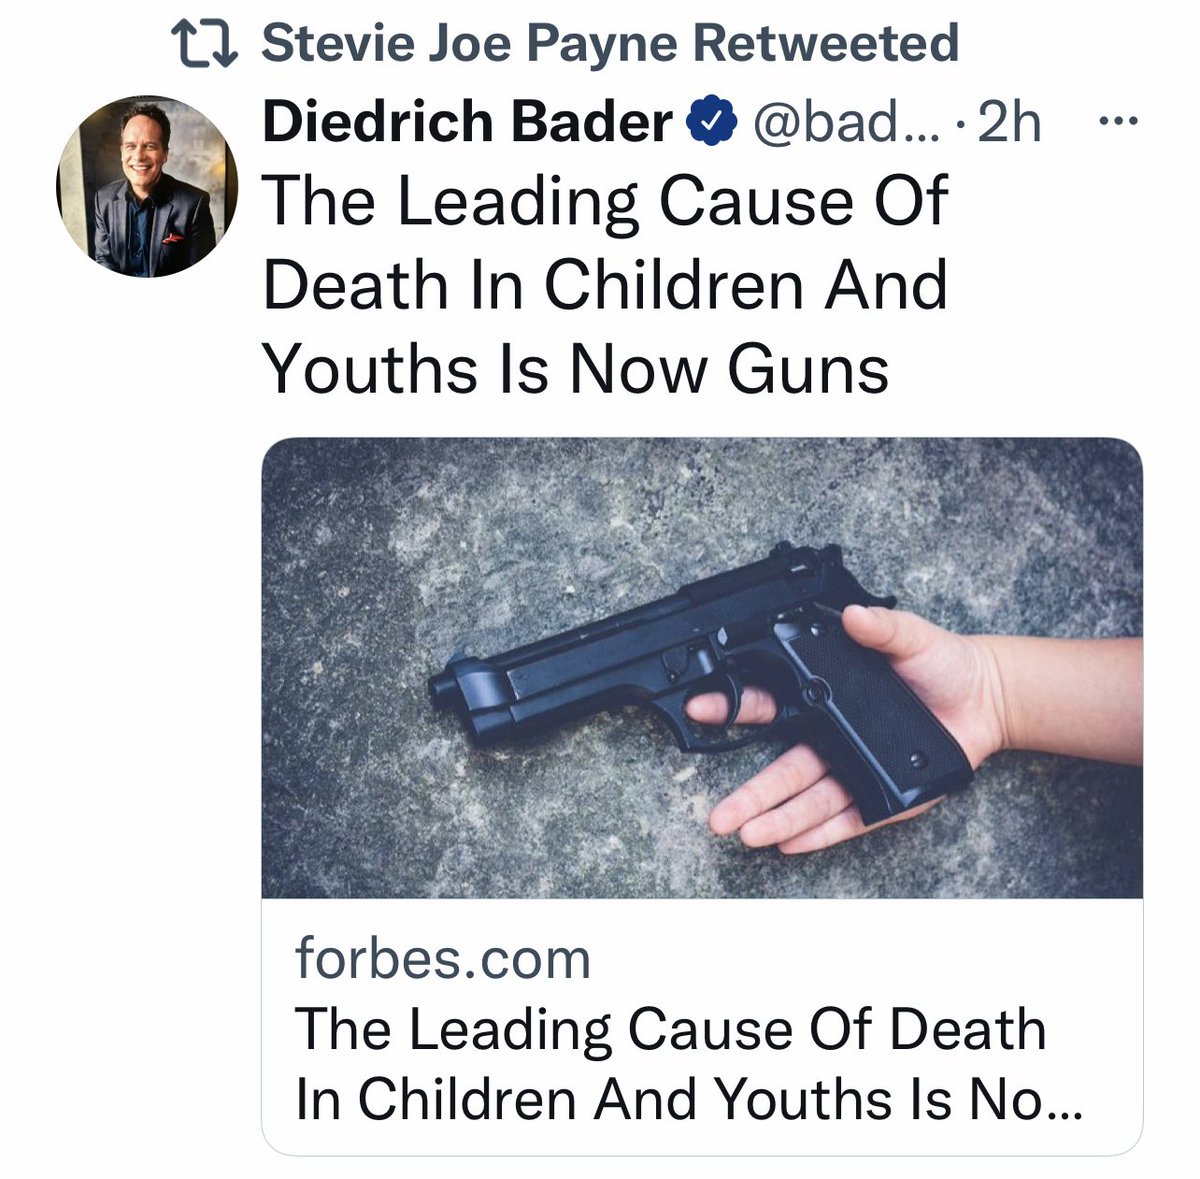 Stevie Joe Payne Retweeted
Diedrich Bader @bad... · 2h
The Leading Cause Of
Death In Children And
Youths Is Now Guns
forbes.com
The Leading Cause Of Death
In Children And Youths Is No...